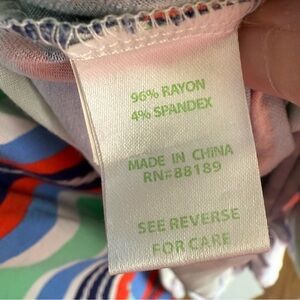 96% RAYON
4% SPANDEX
MADE IN CHINA
RN#88189
SEE REVERSE
FOR CARE